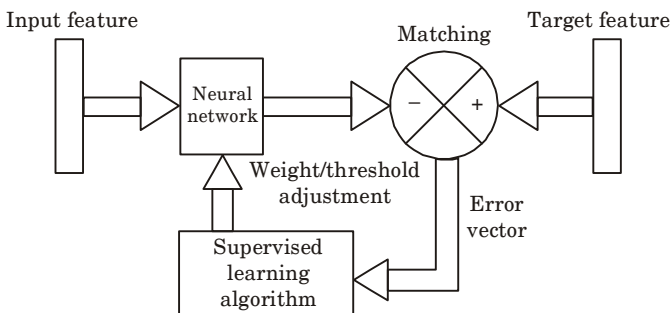 Input feature
Matching
Target feature
Neural
network
−
+
Weight/threshold
adjustment
Error
vector
Supervised
learning
algorithm